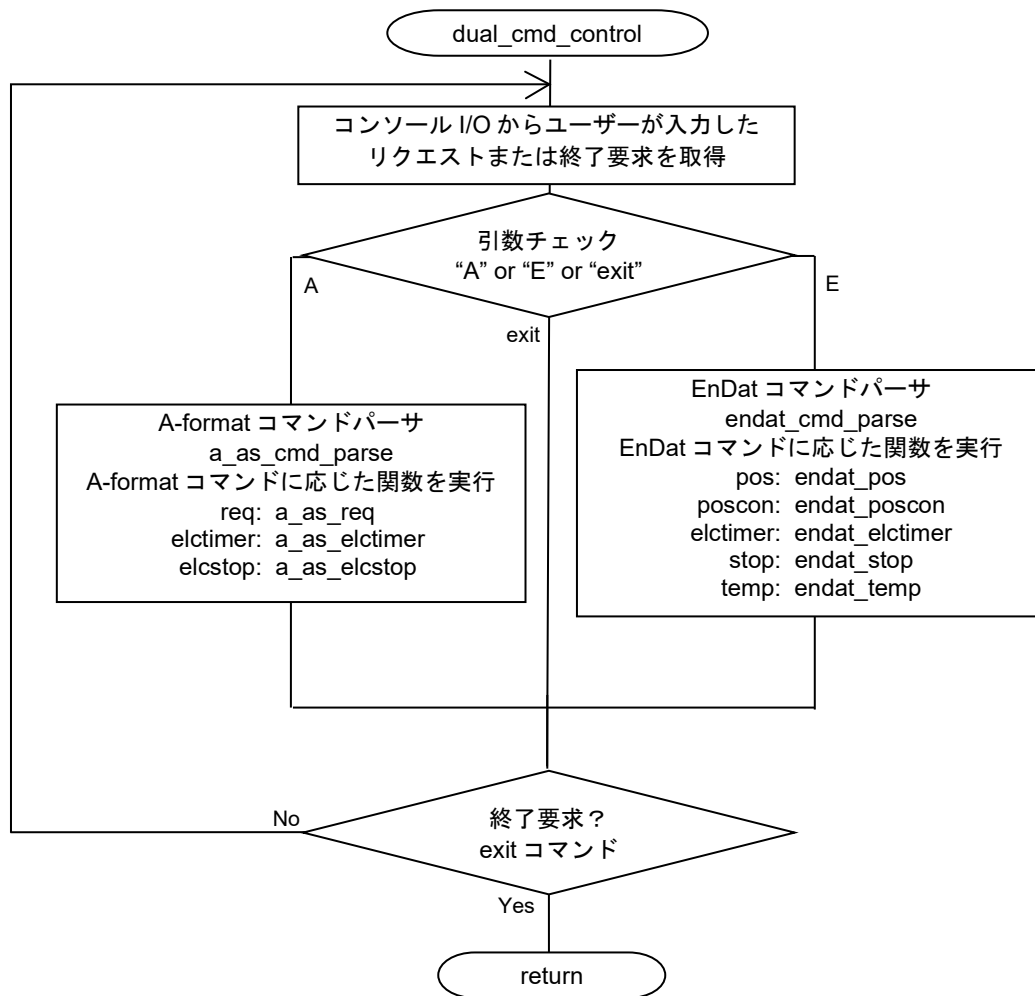 dual_cmd_control
コンソール I/O からユーザーが入力した
リクエストまたは終了要求を取得
引数チェック
“A” or “E” or “exit”
A
E
exit
A-format コマンドパーサ
a_as_cmd_parse
A-format コマンドに応じた関数を実行
req: a_as_req
elctimer: a_as_elctimer
elcstop: a_as_elcstop
EnDat コマンドパーサ
endat_cmd_parse
EnDat コマンドに応じた関数を実行
pos: endat_pos
poscon: endat_poscon
elctimer: endat_elctimer
stop: endat_stop
temp: endat_temp
No
終了要求？
exit コマンド
Yes
return